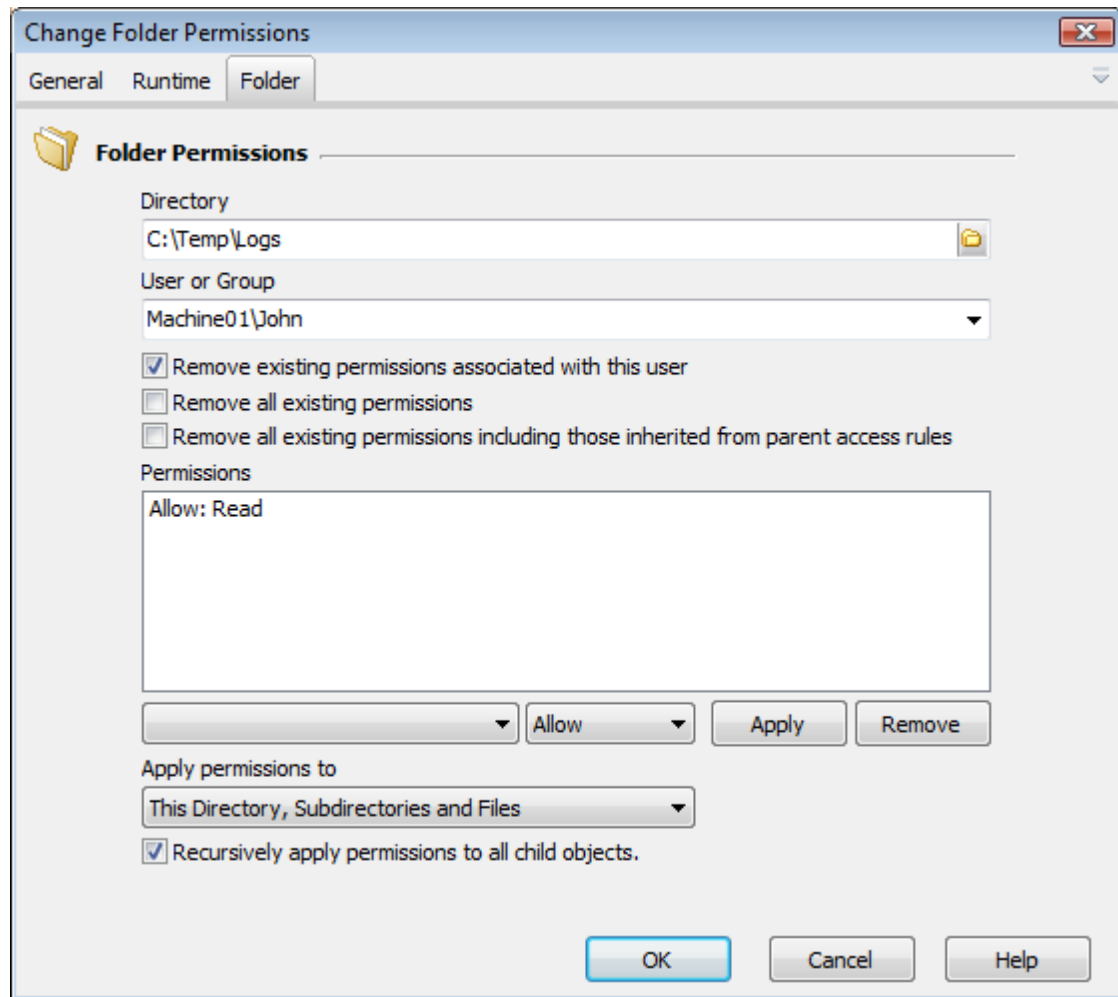 Change Folder Permissions
General Runtime Folder
Folder Permissions
Directory
C:\Temp\Logs
User or Group
Machine01\John
Remove existing permissions associated with this user
Remove all existing permissions
Remove all existing permissions including those inherited from parent access rules
Permissions
Allow: Read
Allow Apply Remove
Apply permissions to
This Directory, Subdirectories and Files
Recursively apply permissions to all child objects.
OK Cancel Help